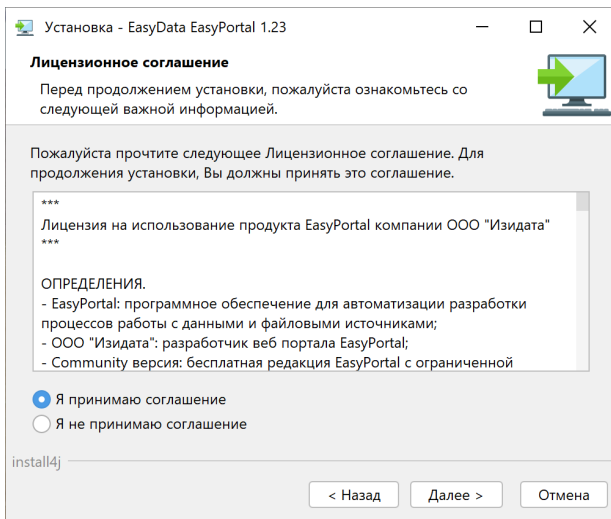 Установка - EasyData EasyPortal 1.23
Лицензионное соглашение
Перед продолжением установки, пожалуйста ознакомьтесь со
следующей важной информацией.
Пожалуйста прочтите следующее Лицензионное соглашение. Для
продолжения установки, Вы должны принять это соглашение.
***
Лицензия на использование продукта EasyPortal компании ООО "Изидата"
***
ОПРЕДЕЛЕНИЯ.
- EasyPortal: программное обеспечение для автоматизации разработки
процессов работы с данными и файловыми источниками;
- ООО "Изидата": разработчик веб портала EasyPortal;
- Community версия: бесплатная редакция EasyPortal с ограниченной
Я принимаю соглашение
Я не принимаю соглашение
install4j
< Назад
Далее >
Отмена